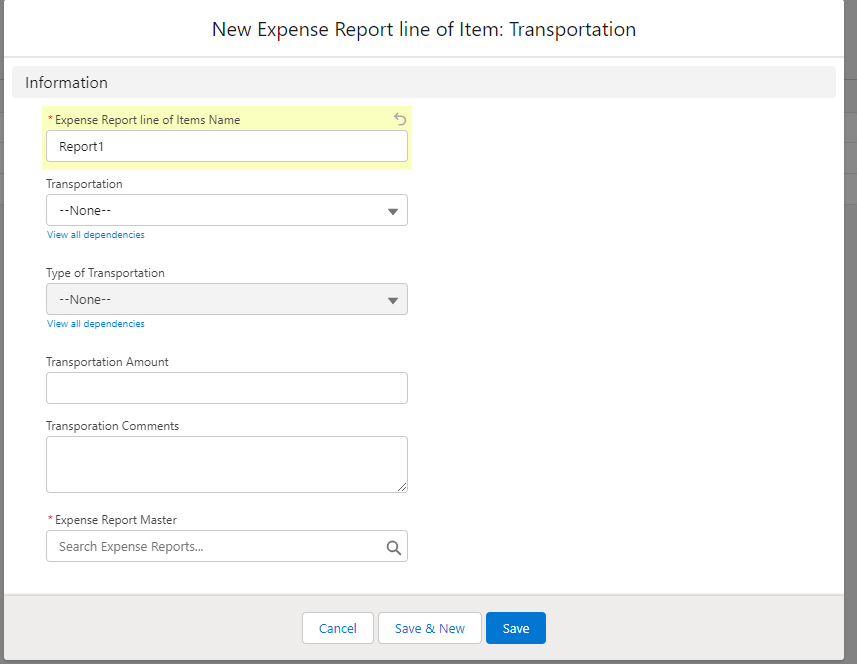 New Expense Report line of Item: Transportation
Information
* Expense Report line of Items Name
Report1
Transportation
--None--
View all dependencies
Type of Transportation
--None--
View all dependencies
Transportation Amount
Transporation Comments
* Expense Report Master
Search Expense Reports...
Cancel Save & New Save